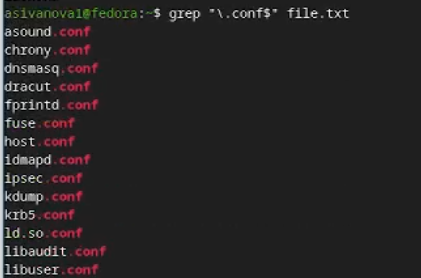 asivanova1@fedora:~$ grep "\.conf$" file.txt
asound.conf
chrony.conf
dnsmasq.conf
dracut.conf
fprintd.conf
fuse.conf
host.conf
idmapd.conf
ipsec.conf
kdump.conf
krb5.conf
ld.so.conf
libaudit.conf
libuser.conf